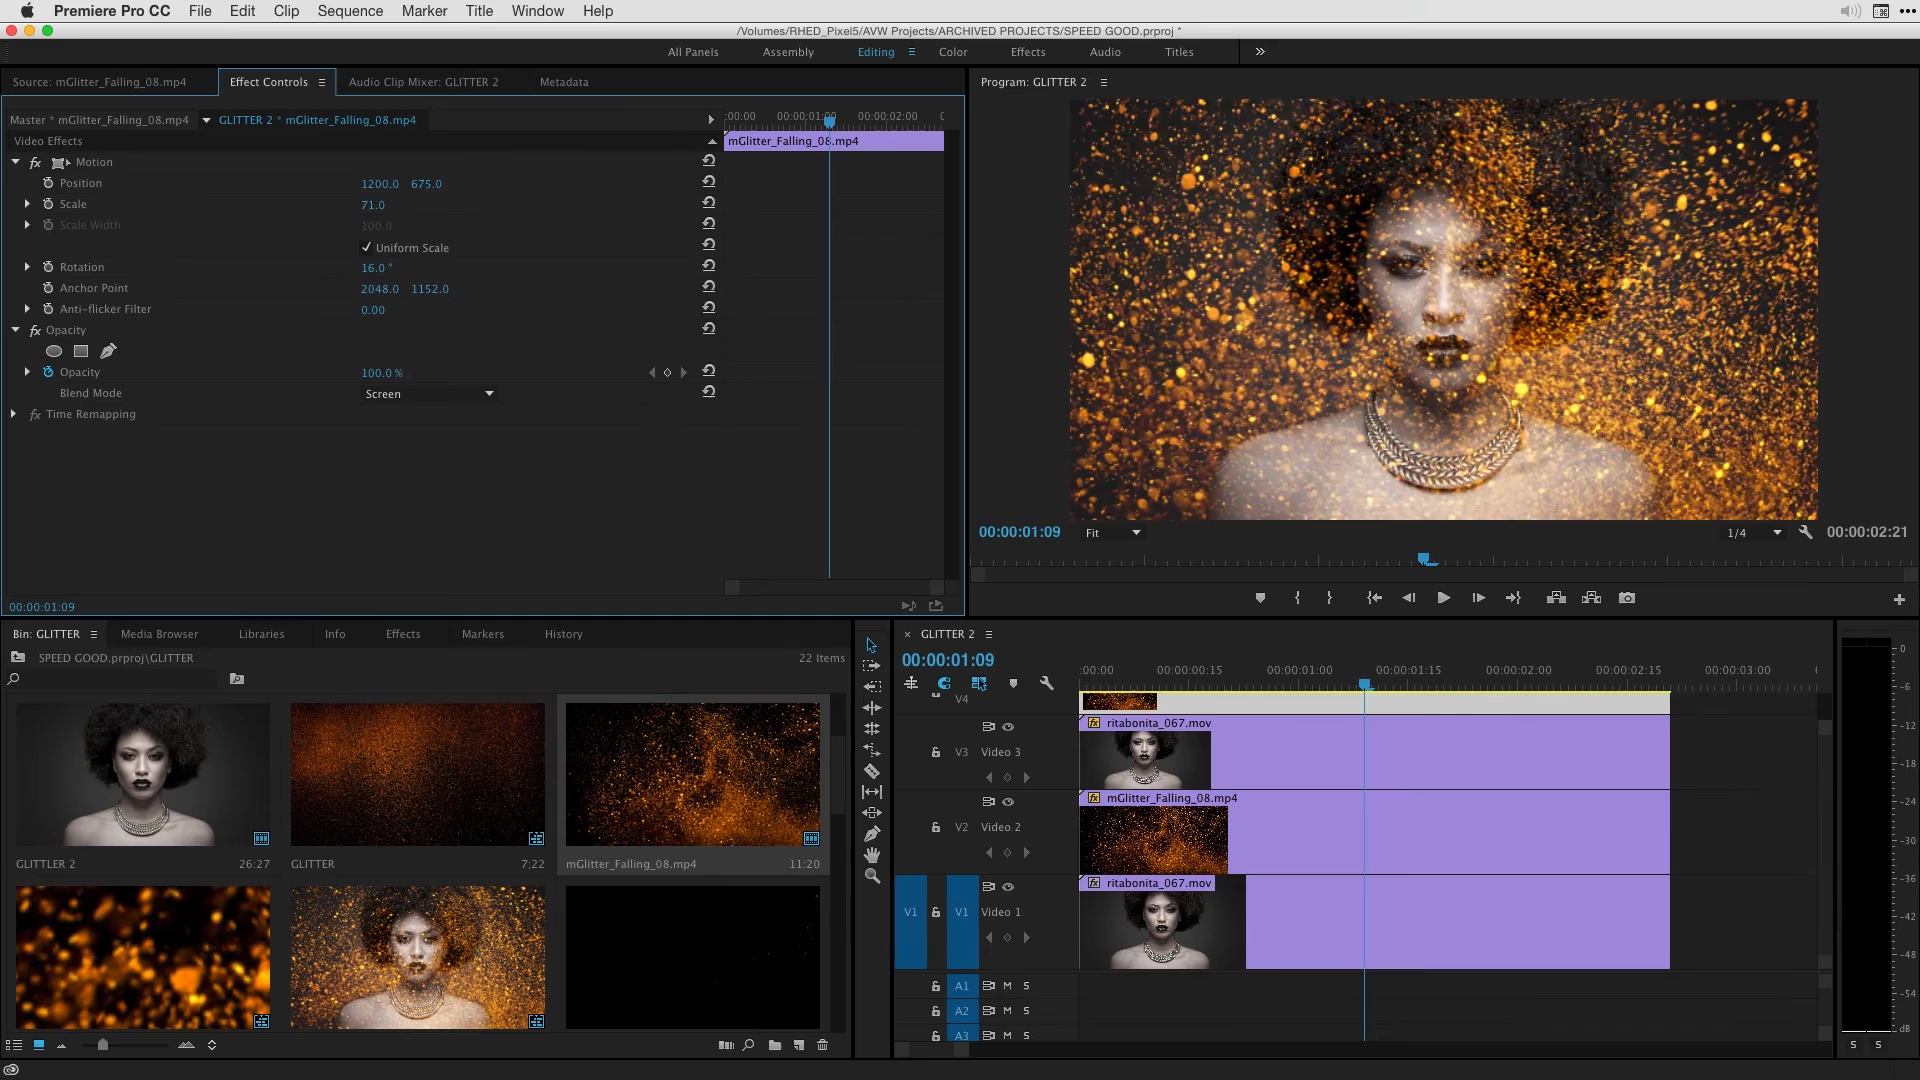 Premiere Pro CC File Edit Clip Sequence Marker Title Window Help
/Volumes/RHED_Pixel5/AVW Projects/ARCHIVED PROJECTS/SPEED GOOD.prproj *
All Panels Assembly Editing Color Effects Audio Titles
Source: mGlitter_Falling_08.mp4 Effect Controls Audio Clip Mixer: GLITTER 2 Metadata
Master * mGlitter_Falling_08.mp4 GLITTER 2 * mGlitter_Falling_08.mp4
:00:00 00:00:01:00 00:00:02:00
Video Effects
mGlitter_Falling_08.mp4
fx Motion
Position 1200.0 675.0
Scale 71.0
Scale Width 100.0
Uniform Scale
Rotation 16.0 °
Anchor Point 2048.0 1152.0
Anti-flicker Filter 0.00
fx Opacity
Opacity 100.0 %
Blend Mode Screen
fx Time Remapping
00:00:01:09
Program: GLITTER 2
00:00:01:09 Fit 1/4 00:00:02:21
Bin: GLITTER Media Browser Libraries Info Effects Markers History
SPEED GOOD.prproj\GLITTER 22 Items
GLITTLER 2 26:27
GLITTER 7;22
mGlitter_Falling_08.mp4 11:20
× GLITTER 2
00:00:01:09
:00:00 00:00:00:15 00:00:01:00 00:00:01:15 00:00:02:00 00:00:02:15 00:00:03:00
V4
fx ritabonita_067.mov
V3 Video 3
fx mGlitter_Falling_08.mp4
V2 Video 2
fx ritabonita_067.mov
V1 V1 Video 1
A1 M S
A2 M S
A3 M S
0
-6
-12
-18
-24
-30
-36
-42
-48
-54
dB
S S